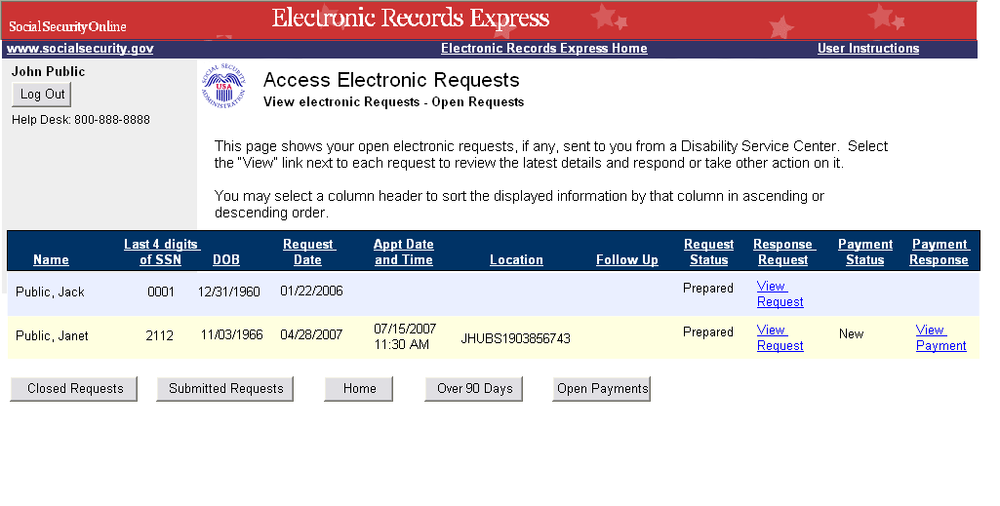 Social Security Online
Electronic Records Express
www.socialsecurity.gov Electronic Records Express Home User Instructions
John Public
Log Out
Help Desk: 800-888-8888
SOCIAL SECURITY ADMINISTRATION
USA
Access Electronic Requests
View electronic Requests - Open Requests
This page shows your open electronic requests, if any, sent to you from a Disability Service Center. Select
the "View" link next to each request to review the latest details and respond or take other action on it.
You may select a column header to sort the displayed information by that column in ascending or
descending order.
Last 4 digits Request Appt Date Request Response Payment Payment
Name of SSN DOB Date and Time Location Follow Up Status Request Status Response
Public, Jack 0001 12/31/1960 01/22/2006 Prepared View
Request
Public, Janet 2112 11/03/1966 04/28/2007 07/15/2007 JHUBS1903856743 Prepared View New View
11:30 AM Request Payment
Closed Requests Submitted Requests Home Over 90 Days Open Payments